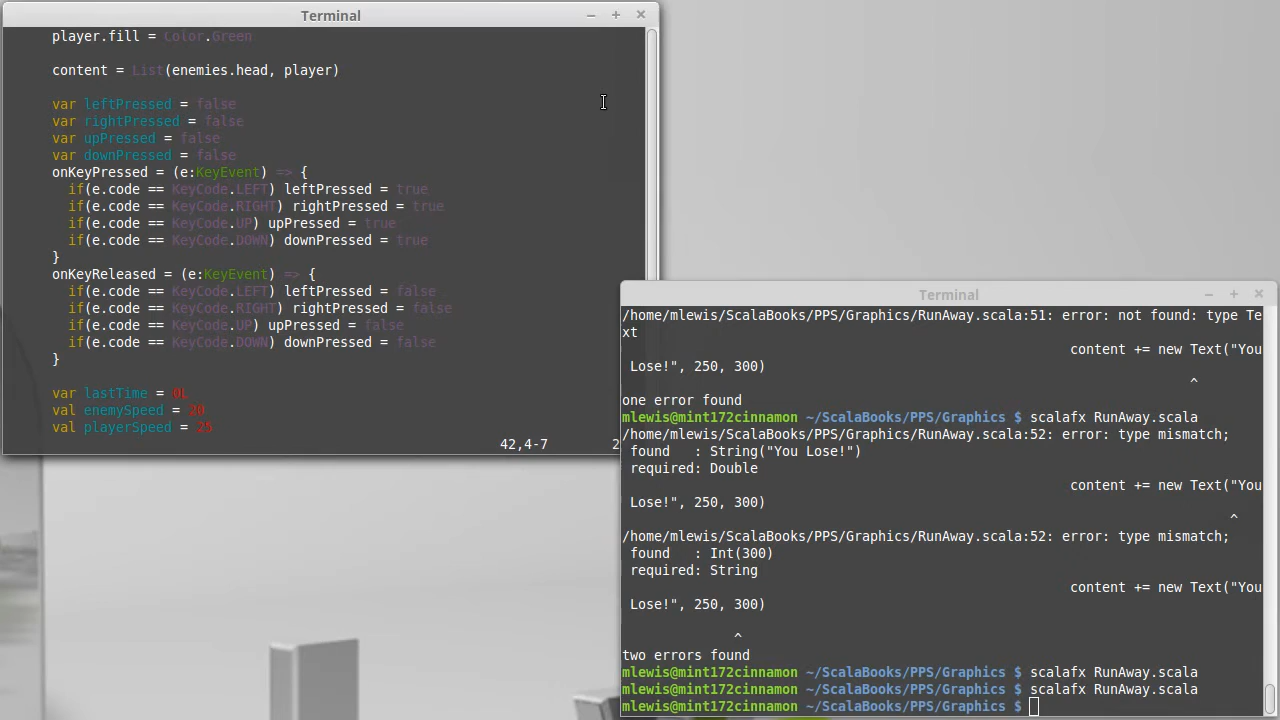 Terminal
player.fill = Color.Green
content = List(enemies.head, player)
var leftPressed = false
var rightPressed = false
var upPressed = false
var downPressed = false
onKeyPressed = (e:KeyEvent) => {
if(e.code == KeyCode.LEFT) leftPressed = true
if(e.code == KeyCode.RIGHT) rightPressed = true
if(e.code == KeyCode.UP) upPressed = true
if(e.code == KeyCode.DOWN) downPressed = true
}
onKeyReleased = (e:KeyEvent) => {
if(e.code == KeyCode.LEFT) leftPressed = false
if(e.code == KeyCode.RIGHT) rightPressed = false
if(e.code == KeyCode.UP) upPressed = false
if(e.code == KeyCode.DOWN) downPressed = false
}
var lastTime = 0L
val enemySpeed = 20
val playerSpeed = 25
42,4-7 2
Terminal
/home/mlewis/ScalaBooks/PPS/Graphics/RunAway.scala:51: error: not found: type Te
xt
content += new Text("You
Lose!", 250, 300)
^
one error found
mlewis@mint172cinnamon ~/ScalaBooks/PPS/Graphics $ scalafx RunAway.scala
/home/mlewis/ScalaBooks/PPS/Graphics/RunAway.scala:52: error: type mismatch;
found   : String("You Lose!")
required: Double
content += new Text("You
Lose!", 250, 300)
^
/home/mlewis/ScalaBooks/PPS/Graphics/RunAway.scala:52: error: type mismatch;
found   : Int(300)
required: String
content += new Text("You
Lose!", 250, 300)
^
two errors found
mlewis@mint172cinnamon ~/ScalaBooks/PPS/Graphics $ scalafx RunAway.scala
mlewis@mint172cinnamon ~/ScalaBooks/PPS/Graphics $ scalafx RunAway.scala
mlewis@mint172cinnamon ~/ScalaBooks/PPS/Graphics $